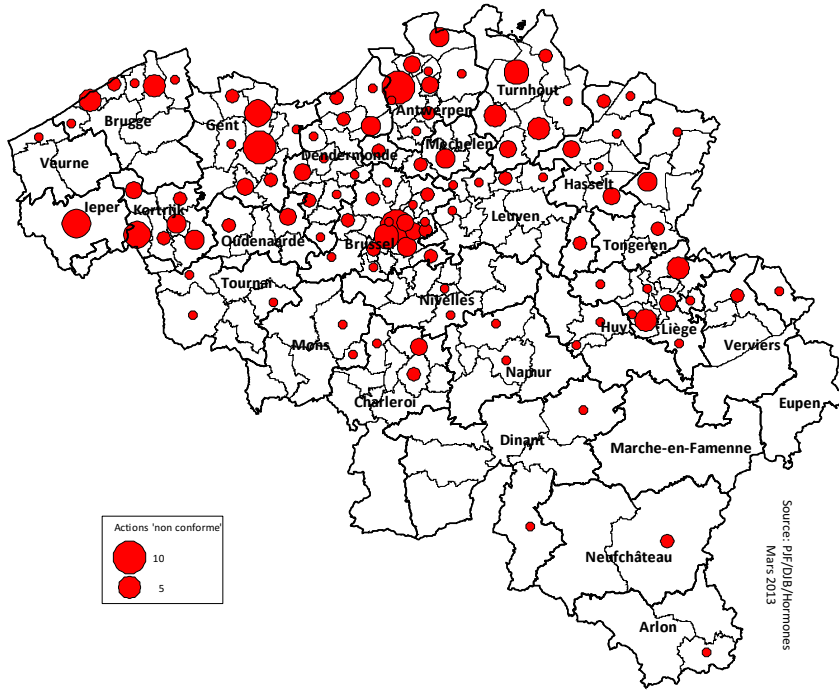 Turnhout
Antwerpen
Brugge
Gent
Mechelen
Dendermonde
Veurne
Hasselt
Ieper
Kortrijk
Leuven
Oudenaarde
Brussel
Tongeren
Tournai
Nivelles
Huy
Liège
Mons
Verviers
Namur
Charleroi
Eupen
Dinant
Marche-en-Famenne
Actions 'non conforme'
10
5
Neufchâteau
Arlon
Source: PJF/DJB/Hormones
Mars 2013